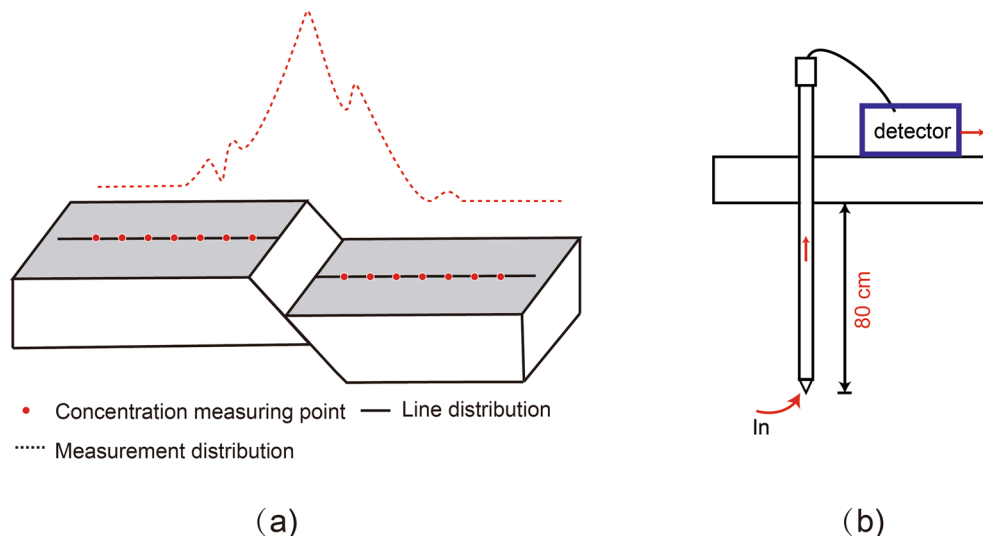 detector
80 cm
In
Concentration measuring point
Line distribution
Measurement distribution
(a)
(b)